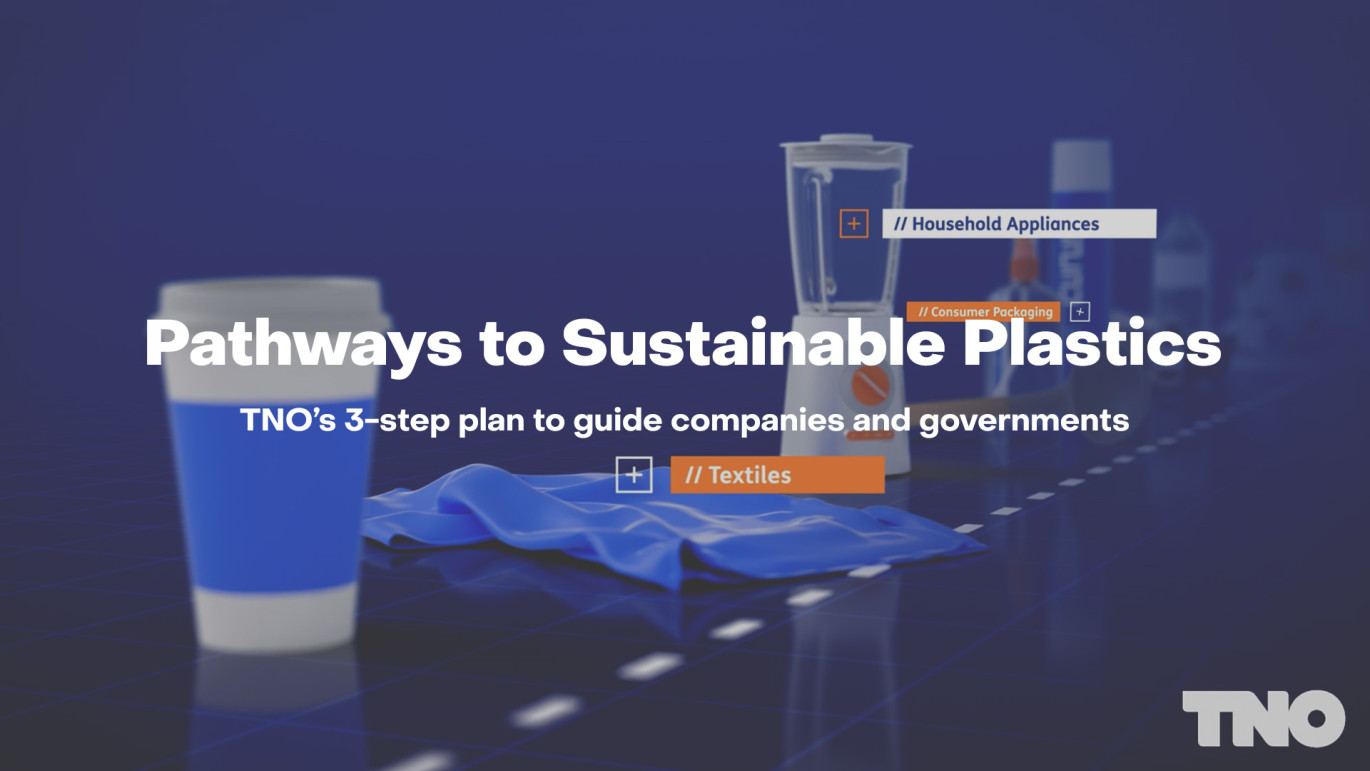 // Household Appliances
// Consumer Packaging
Pathways to Sustainable Plastics
TNO’s 3-step plan to guide companies and governments
// Textiles
TNO